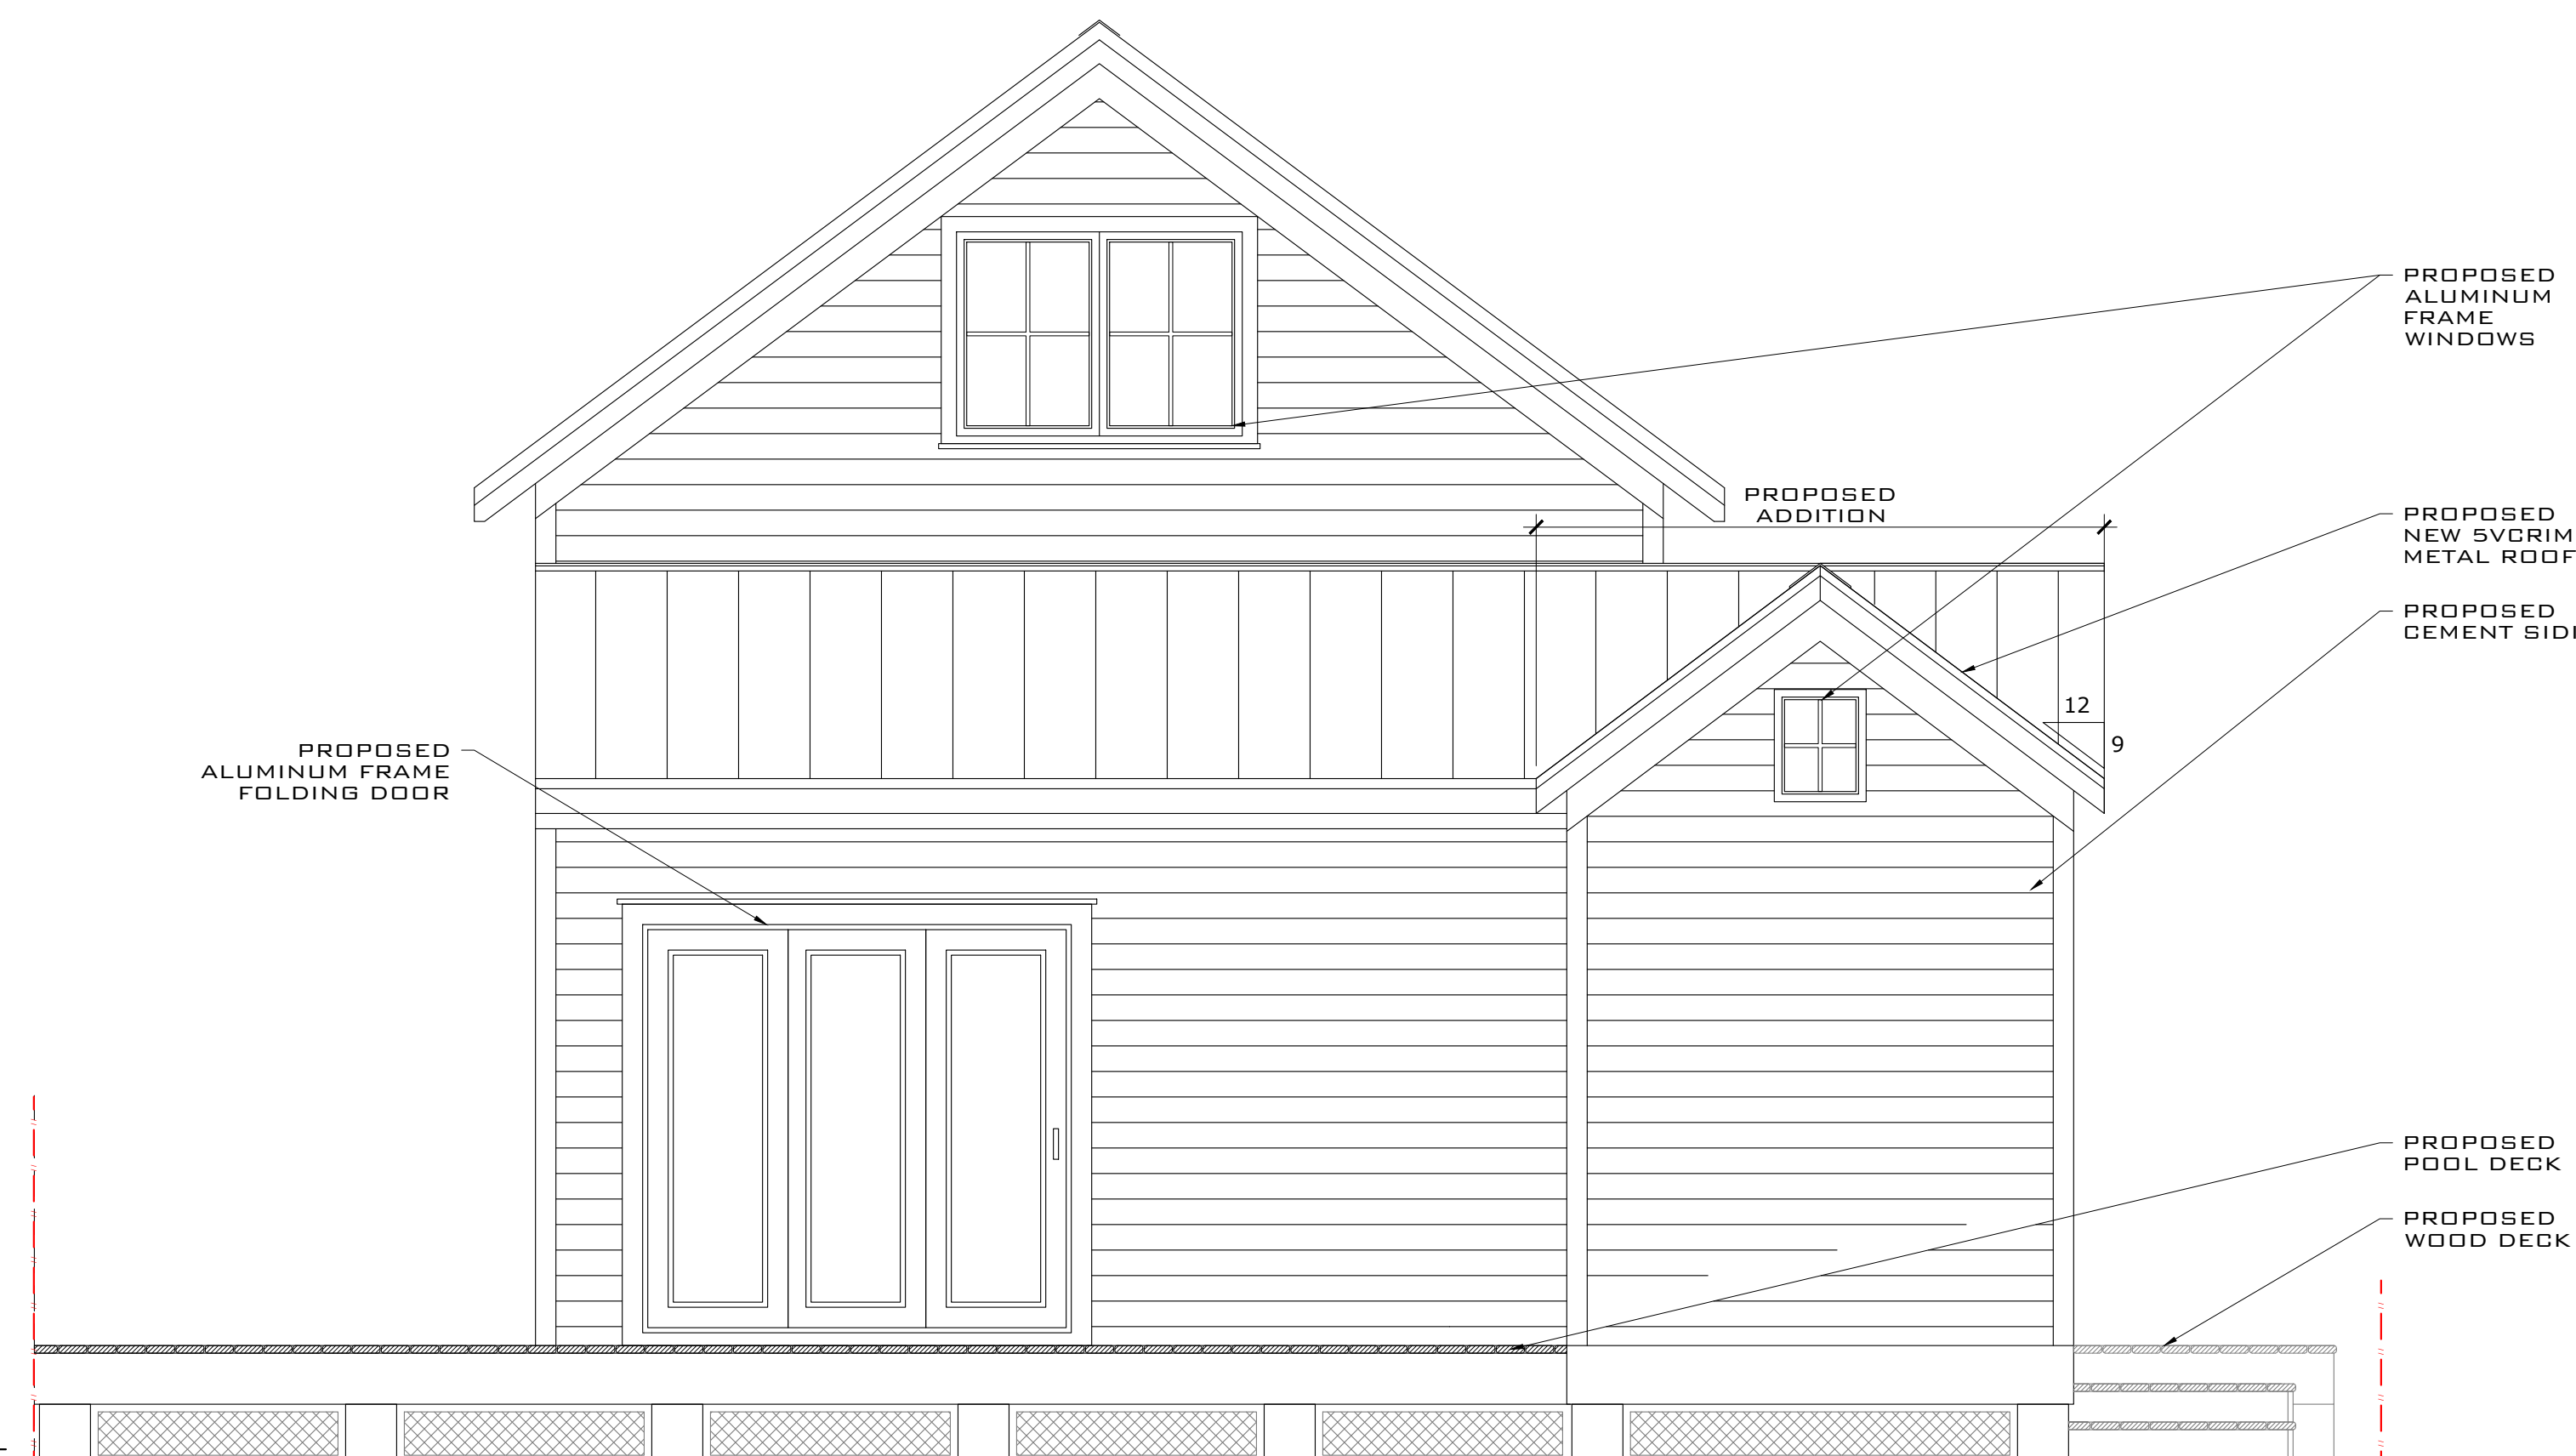 PROPOSED
ALUMINUM
FRAME
WINDOWS
PROPOSED
ADDITION
PROPOSED
NEW 5VCRIM
METAL ROOF
PROPOSED
CEMENT SIDI
12
9
PROPOSED
ALUMINUM FRAME
FOLDING DOOR
PROPOSED
POOL DECK
PROPOSED
WOOD DECK